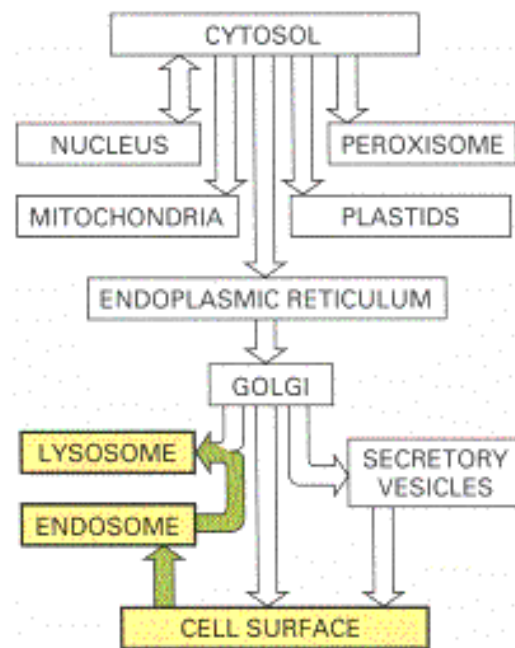 CYTOSOL
NUCLEUS
PEROXISOME
MITOCHONDRIA
PLASTIDS
ENDOPLASMIC RETICULUM
GOLGI
LYSOSOME
SECRETORY
VESICLES
ENDOSOME
CELL SURFACE